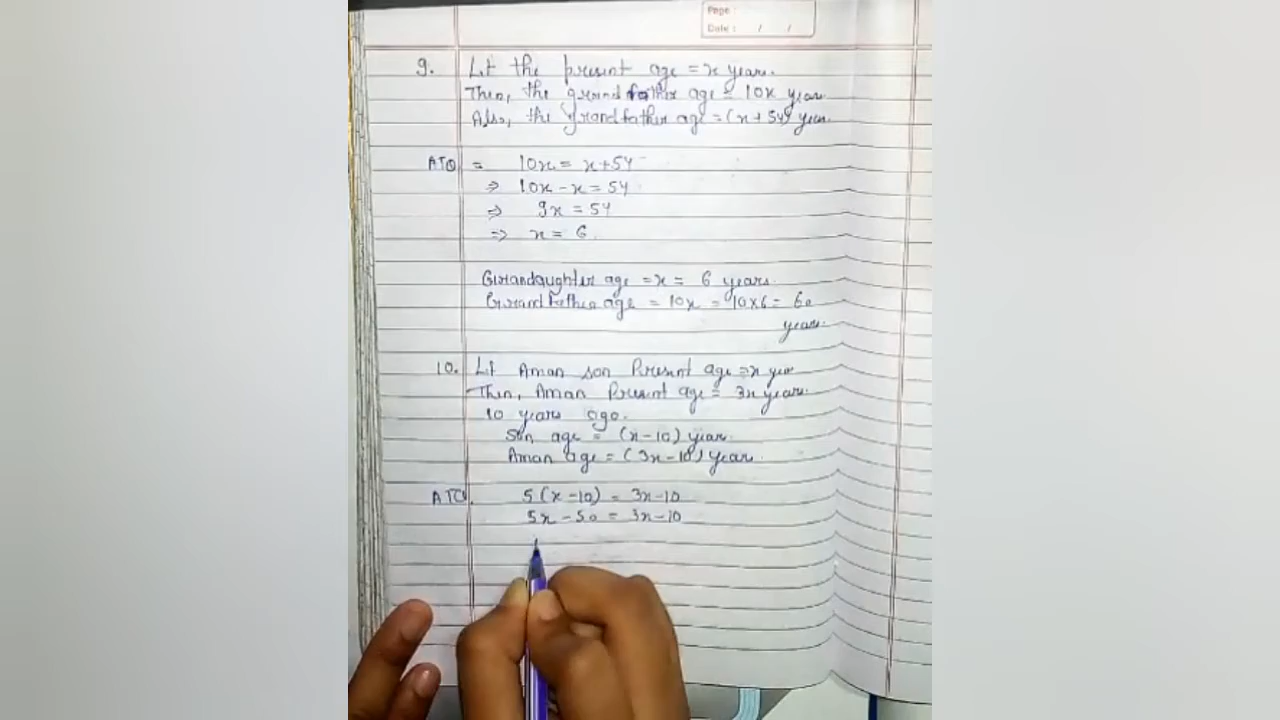 Page :
Date : / /
9. Let the present age = x years.
Then, the grandfather age = 10x year
Also, the grandfather age = (x + 54) year.
ATQ = 10x = x+54
⇒ 10x - x = 54
⇒ 9x = 54
⇒ x = 6
Grandaughter age = x = 6 years.
Grandfather age = 10x = 10x6 = 60
years.
10. Let Aman son Present age = x year
Then, Aman Present age = 3x years.
10 years ago.
Son age = (x-10) year.
Aman age = (3x-10) year.
ATQ. 5(x-10) = 3x-10
5x - 50 = 3x-10